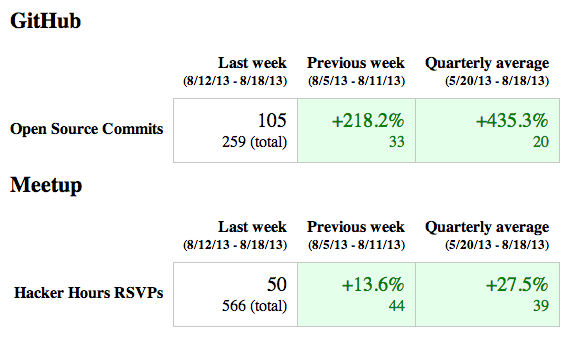 GitHub
Last week Previous week Quarterly average
(8/12/13 - 8/18/13) (8/5/13 - 8/11/13) (5/20/13 - 8/18/13)
Open Source Commits 105 +218.2% +435.3%
259 (total) 33 20
Meetup
Last week Previous week Quarterly average
(8/12/13 - 8/18/13) (8/5/13 - 8/11/13) (5/20/13 - 8/18/13)
Hacker Hours RSVPs 50 +13.6% +27.5%
566 (total) 44 39